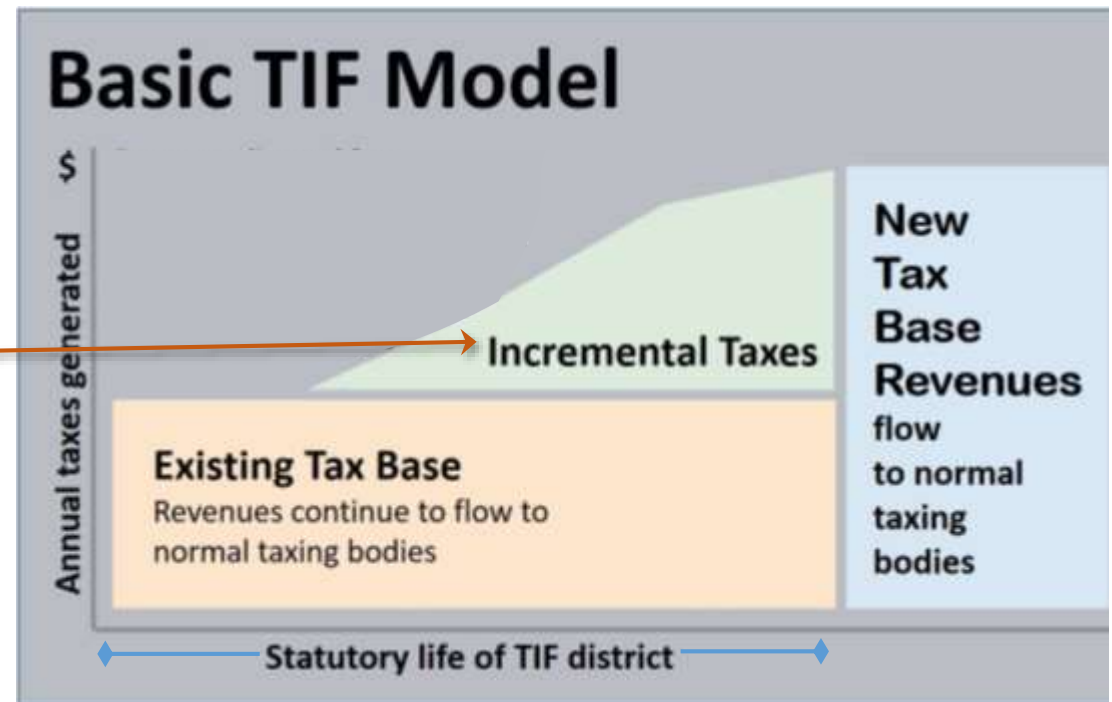 Basic TIF Model
$
Annual taxes generated
Incremental Taxes
Existing Tax Base
Revenues continue to flow to
normal taxing bodies
New
Tax
Base
Revenues
flow
to normal
taxing
bodies
Statutory life of TIF district